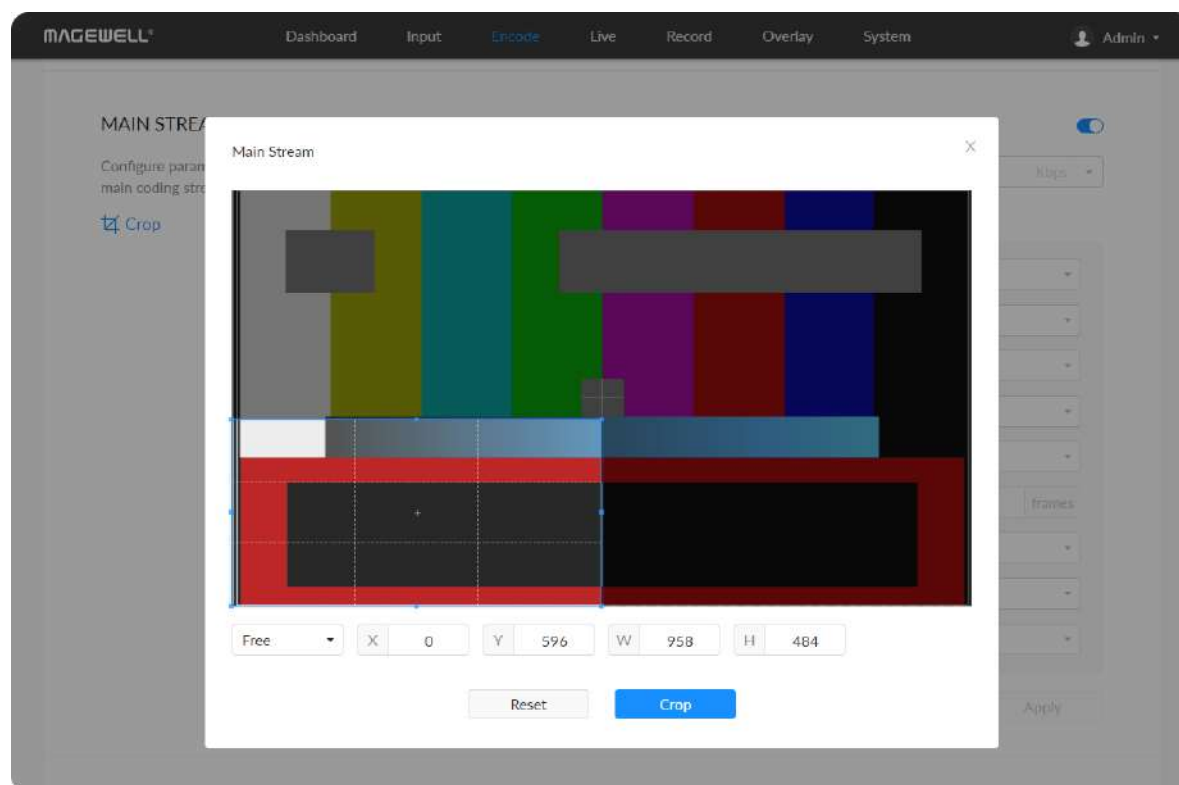 MAGEWELL®
Dashboard Input Encode Live Record Overlay System Admin
MAIN STREA
Configure param
main coding stre
Crop
Kbps
frames
Apply
Main Stream
X
Free X 0 Y 596 W 958 H 484
Reset Crop